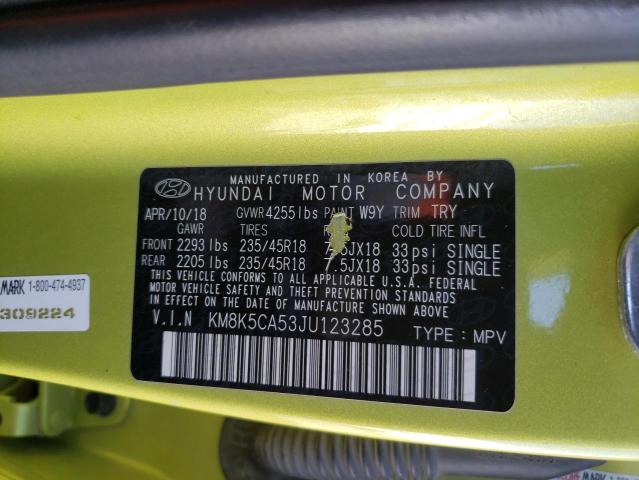 MANUFACTURED IN KOREA BY
HYUNDAI MOTOR COMPANY
APR/10/18 GVWR 4255 lbs PAINT W9Y TRIM TRY
GAWR TIRES COLD TIRE INFL
FRONT 2293 lbs 235/45R18 33psi SINGLE
REAR 2205 lbs 235/45R18 .5JX18 33psi SINGLE
THIS VEHICLE CONFORMS TO ALL APPLICABLE U.S.A. FEDERAL
MOTOR VEHICLE SAFETY, BUMPER, AND THEFT PREVENTION
STANDARDS IN EFFECT ON THE DATE OF MANUFACTURE SHOWN ABOVE.
V.I.N KM8K5CA53JU123285 TYPE : MPV
MARK 1-800-474-4937
309224